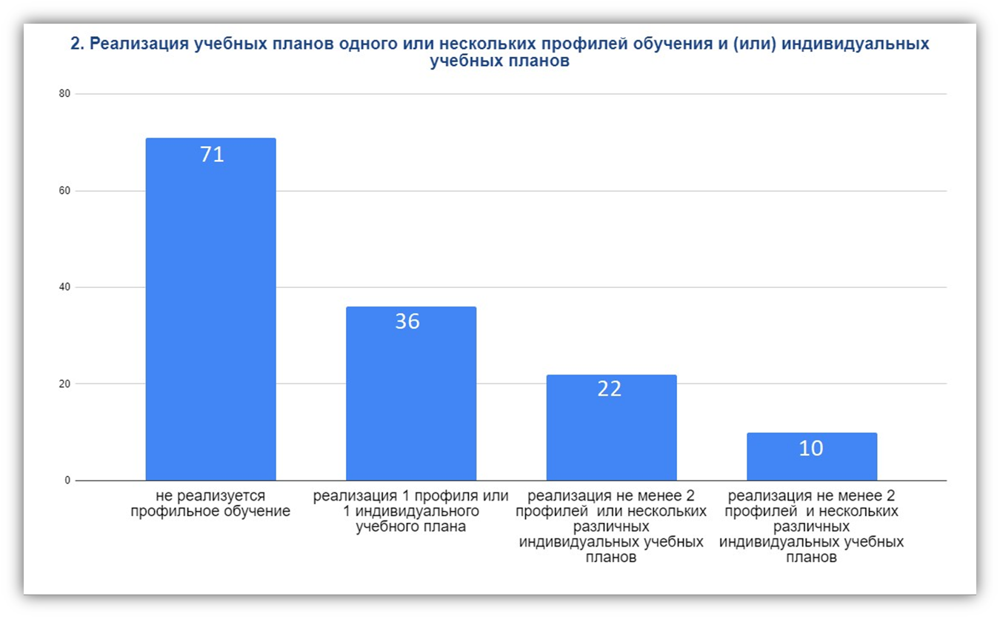 2. Реализация учебных планов одного или нескольких профилей обучения и (или) индивидуальных
учебных планов
80
60
40
20
0
71
36
22
10
не реализуется
профильное обучение
реализация 1 профиля или
1 индивидуального
учебного плана
реализация не менее 2
профилей  или нескольких
различных
индивидуальных учебных
планов
реализация не менее 2
профилей  и нескольких
различных
индивидуальных учебных
планов